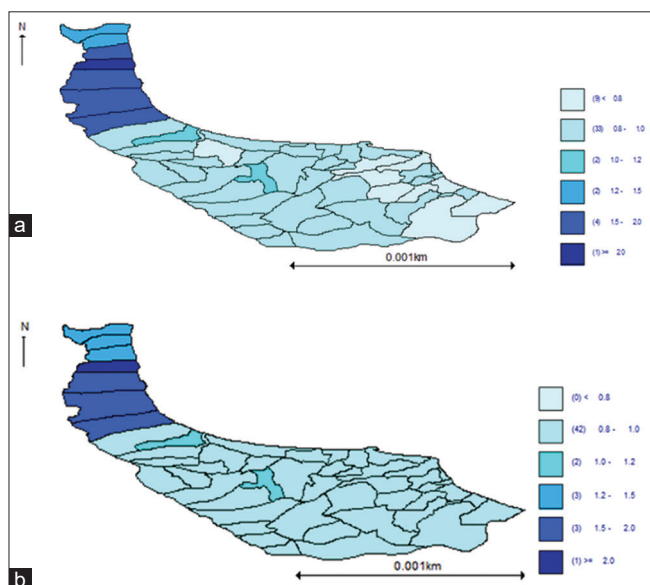 N
(9) < 0.8
(33) 0.8 - 1.0
(2) 1.0 - 1.2
(2) 1.2 - 1.5
(4) 1.5 - 2.0
(1) >= 2.0
a
0.001km
N
(0) < 0.8
(42) 0.8 - 1.0
(2) 1.0 - 1.2
(3) 1.2 - 1.5
(3) 1.5 - 2.0
(1) >= 2.0
0.001km
b